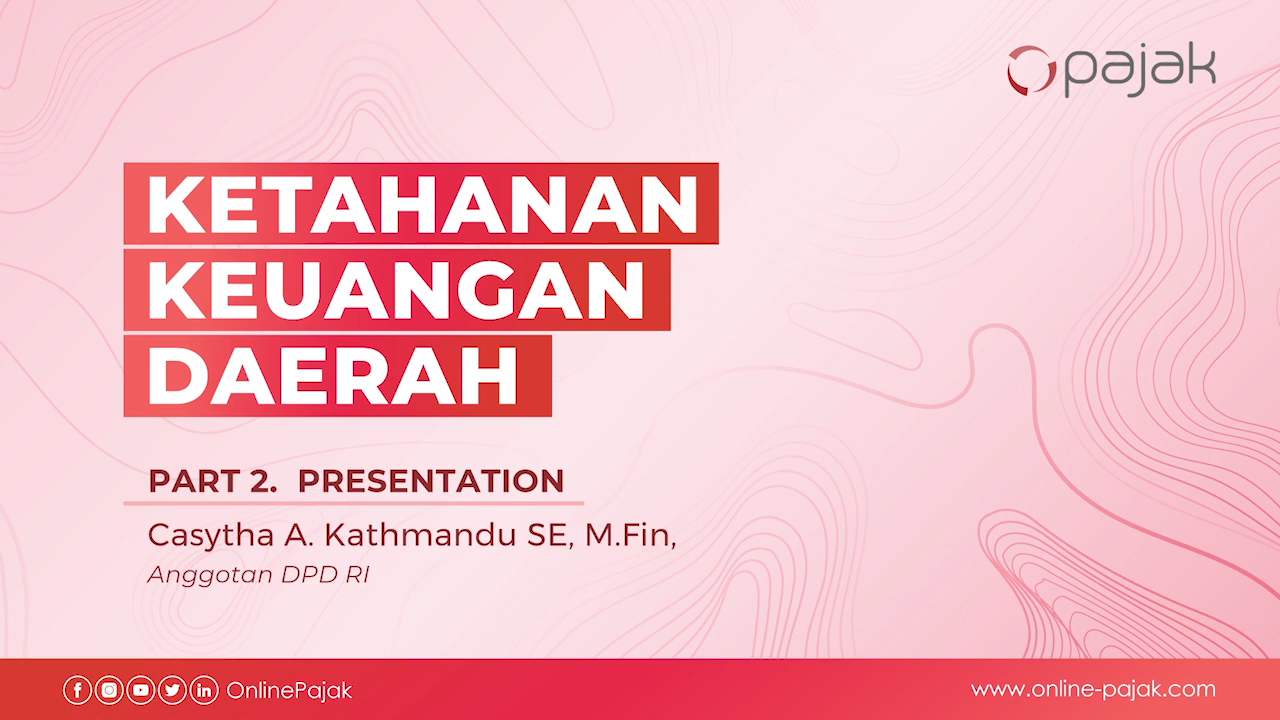 pajak
KETAHANAN
KEUANGAN
DAERAH
PART 2. PRESENTATION
Casytha A. Kathmandu SE, M.Fin,
Anggotan DPD RI
OnlinePajak
www.online-pajak.com